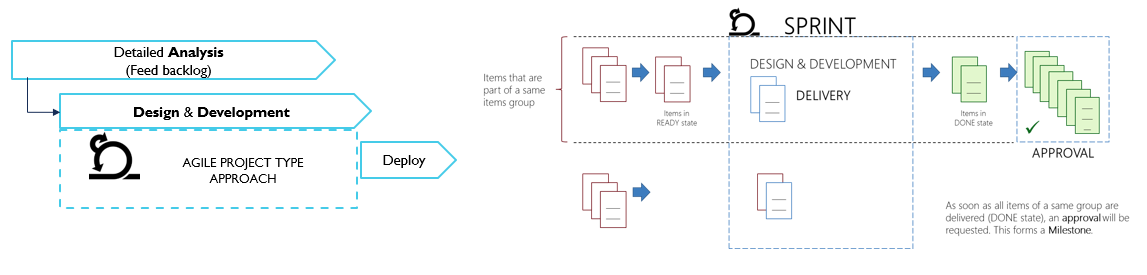 Detailed Analysis
(Feed backlog)
Design & Development
AGILE PROJECT TYPE
APPROACH
Deploy
SPRINT
Items that are
part of a same
items group
Items in
READY state
DESIGN & DEVELOPMENT
DELIVERY
Items in
DONE state
APPROVAL
As soon as all items of a same group are
delivered (DONE state), an approval will be
requested. This forms a Milestone.